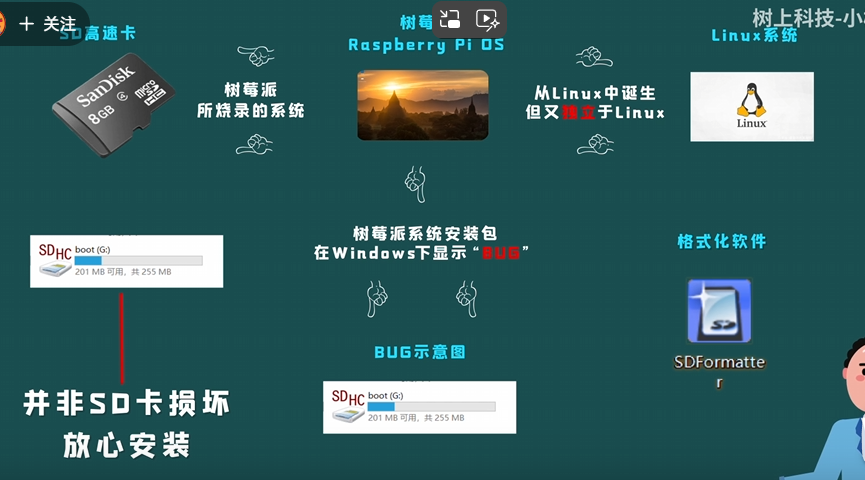 + 关注
SD高速卡
SanDisk
8GB
4
micro
SD
HC
树莓
Raspberry Pi OS
树上科技-小
Linux系统
树莓派
所烧录的系统
从Linux中诞生
但又独立于Linux
Linux
树莓派系统安装包
在Windows下显示“BUG”
SDHC
boot (G:)
201 MB 可用，共 255 MB
格式化软件
SDFormatte
r
并非SD卡损坏
放心安装
BUG示意图
SDHC
boot (G:)
201 MB 可用，共 255 MB